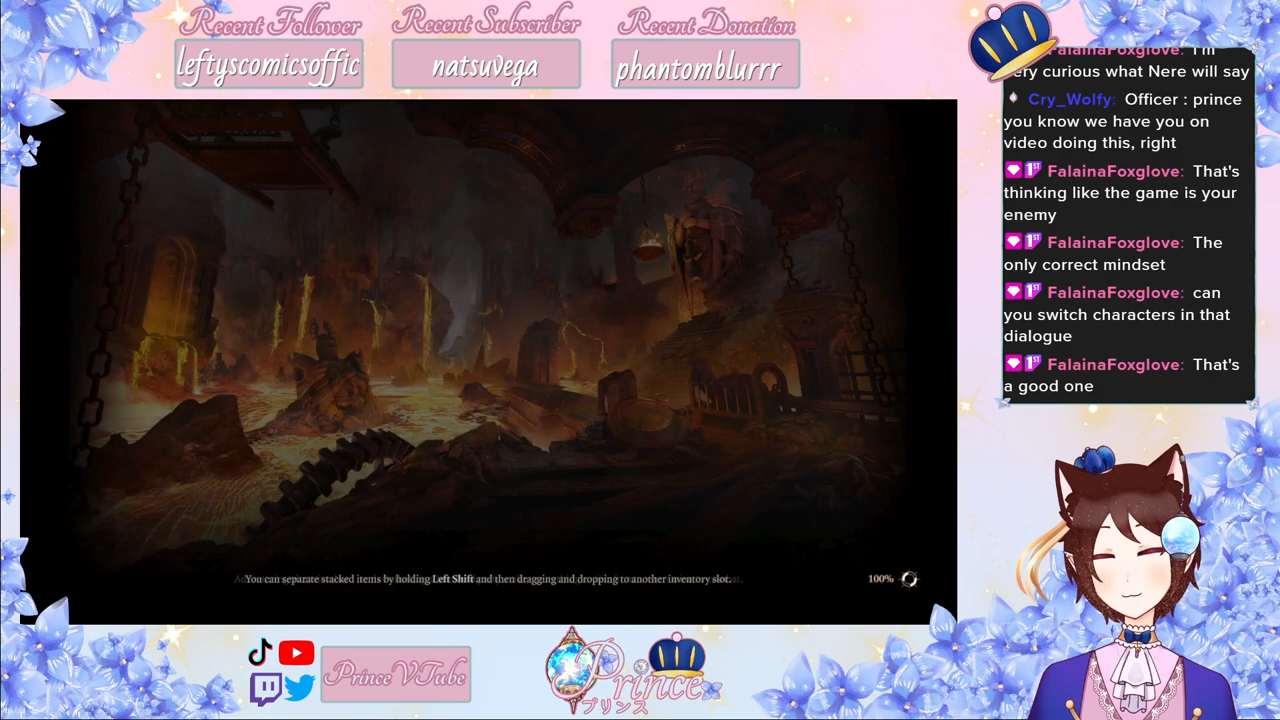 Recent Follower
Recent Subscriber
Recent Donation
leftyscomicsoffic
natsuvega
phantomblurrr
FalainaFoxglove: I'm
very curious what Nere will say
Cry_Wolfy: Officer : prince
you know we have you on
video doing this, right
FalainaFoxglove: That's
thinking like the game is your
enemy
FalainaFoxglove: The
only correct mindset
FalainaFoxglove: can
you switch characters in that
dialogue
FalainaFoxglove: That's
a good one
You can separate stacked items by holding Left Shift and then dragging and dropping to another inventory slot.
100%
Prince VTube
Prince
プリンス